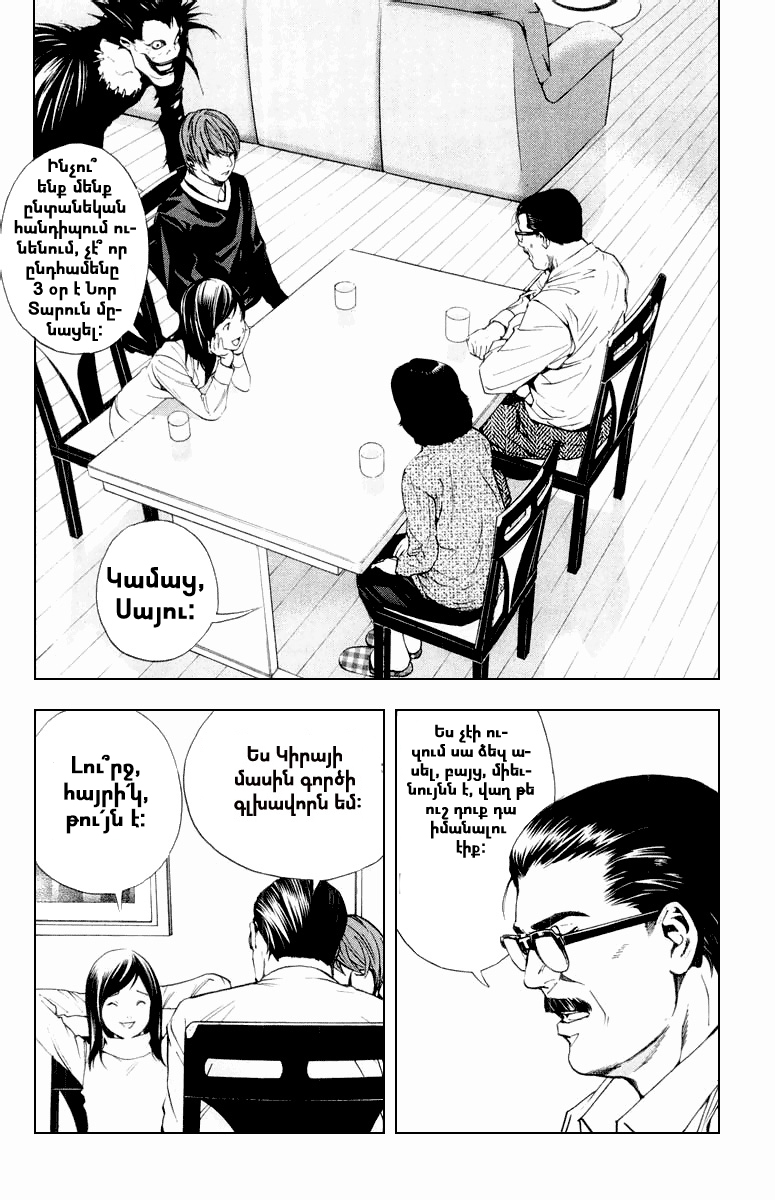 Ինչու՞
ենք մենք
ընտանեկան
հանդիպում ու-
նենում, չէ՞ որ
ընդհամենը
3 օր է Նոր
Տարուն մը-
նացել:
Կամաց,
Սայու:
Ես չէի ու-
զում սա ձեզ ա-
սել, բայց, միեւ-
նույնն է, վաղ թե
ուշ դուք դա
իմանալու
էիք:
Ես Կիրայի
մասին գործի
գլխավորն եմ:
Լու՞րջ,
հայրի՛կ,
թու՜յն է: